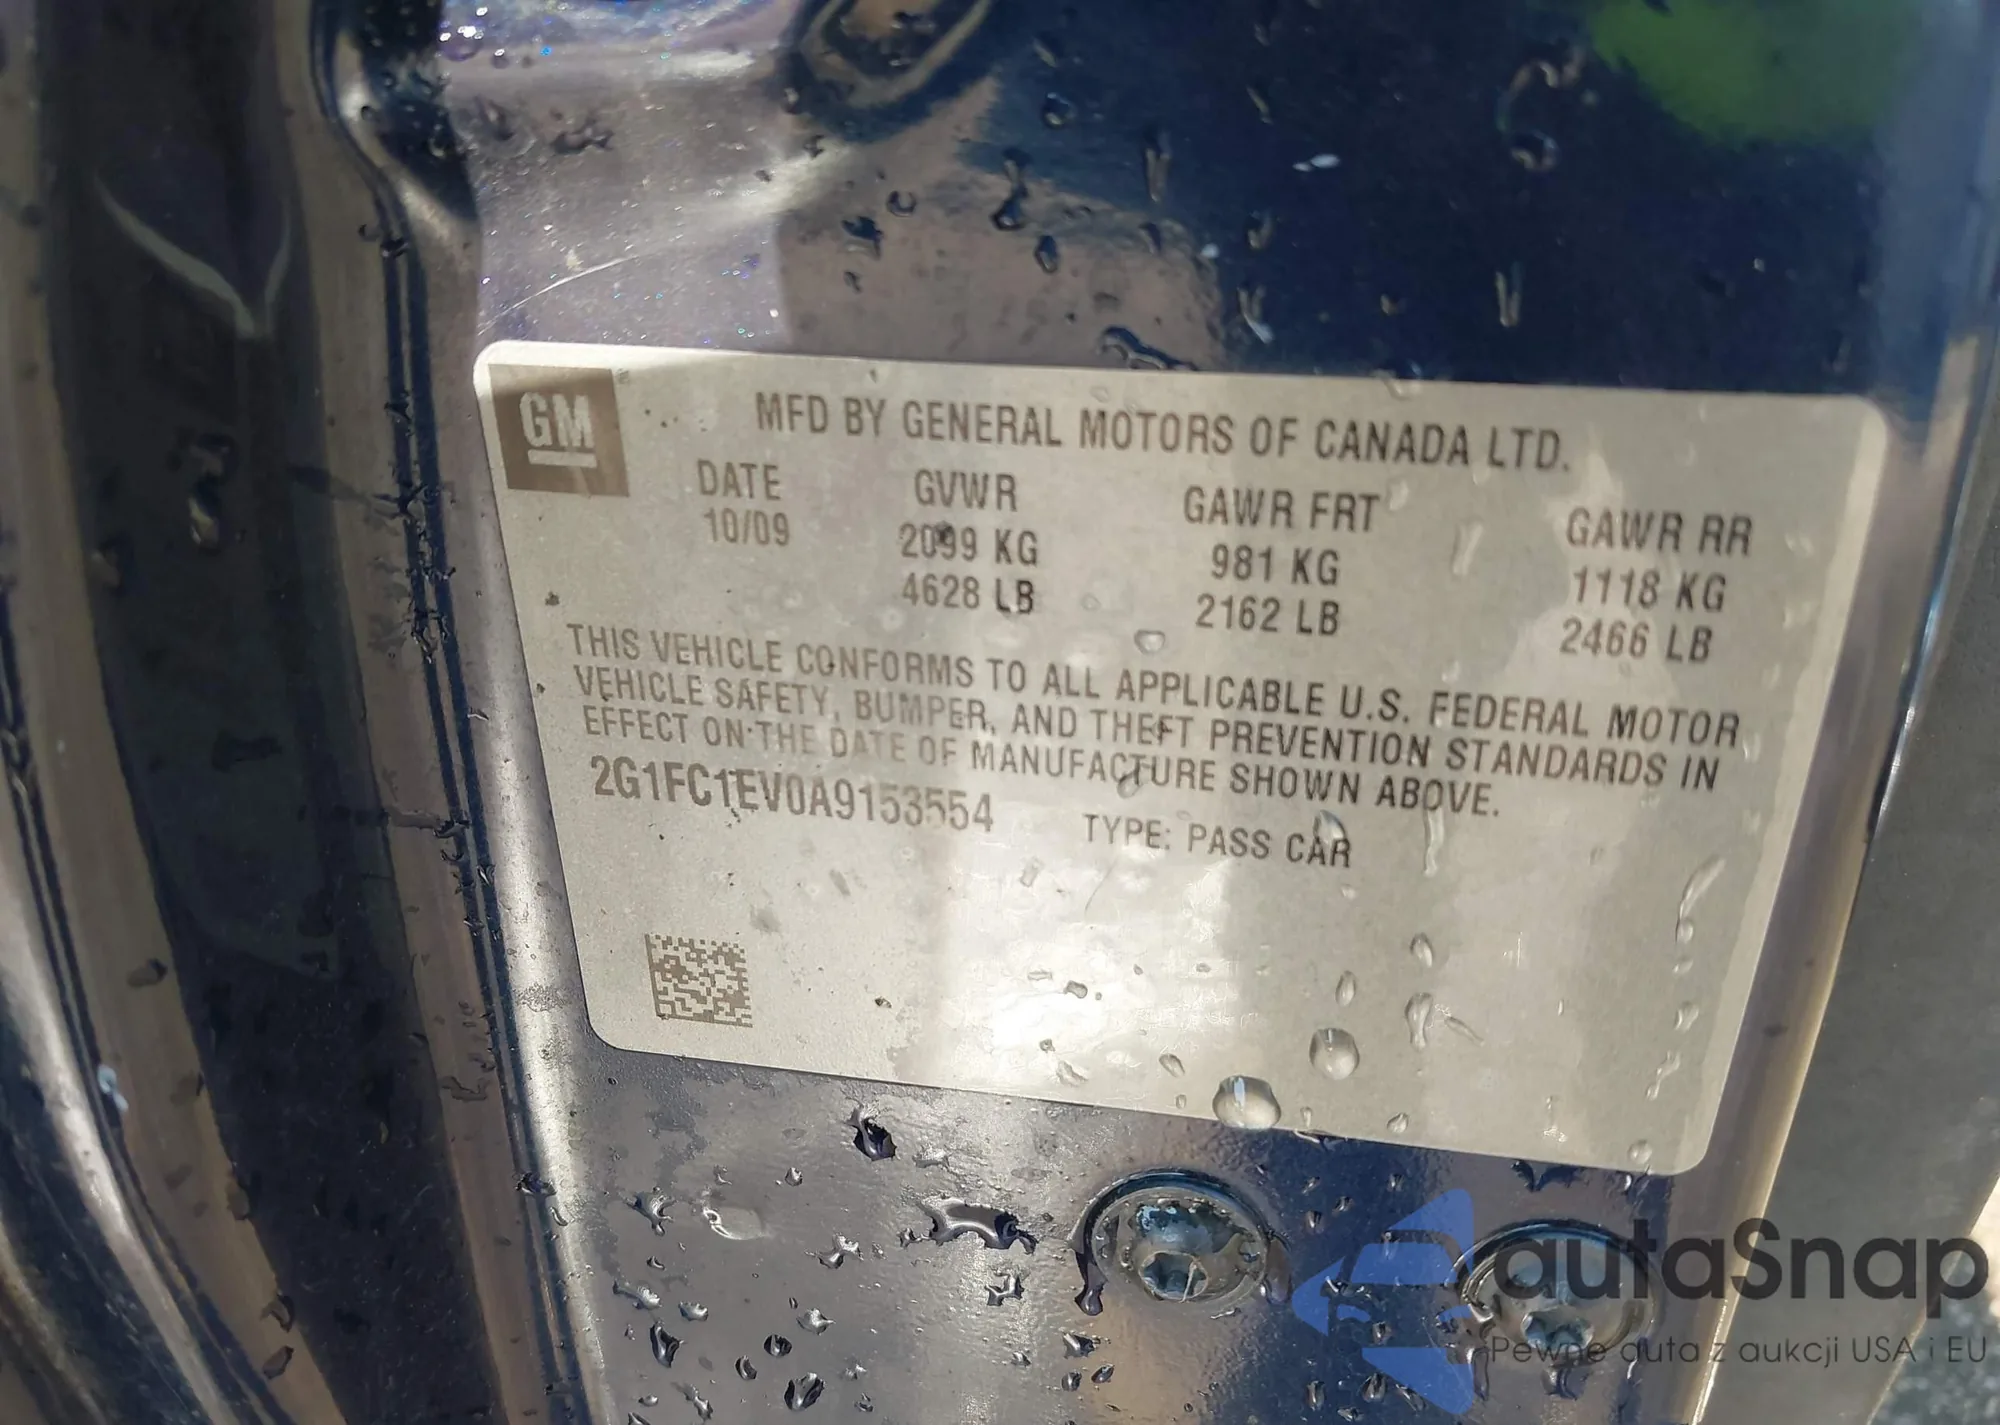 GM
MFD BY GENERAL MOTORS OF CANADA LTD.
DATE GVWR GAWR FRT GAWR RR
10/09 2099 KG 981 KG 1118 KG
4628 LB 2162 LB 2466 LB
THIS VEHICLE CONFORMS TO ALL APPLICABLE U.S. FEDERAL MOTOR
VEHICLE SAFETY, BUMPER, AND THEFT PREVENTION STANDARDS IN
EFFECT ON THE DATE OF MANUFACTURE SHOWN ABOVE.
2G1FC1EV0A9153554 TYPE: PASS CAR
autaSnap
Pewne auta z aukcji USA i EU